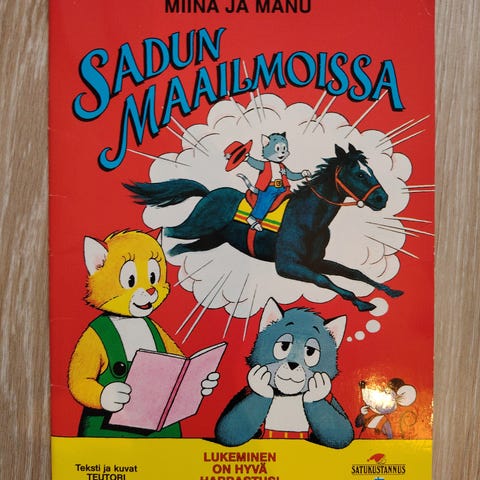 MIINA JA MANU
SADUN
MAAILMOISSA
Teksti ja kuvat
TEUTORI
LUKEMINEN
ON HYVÄ
HARRASTUS!
SATUKUSTANNUS